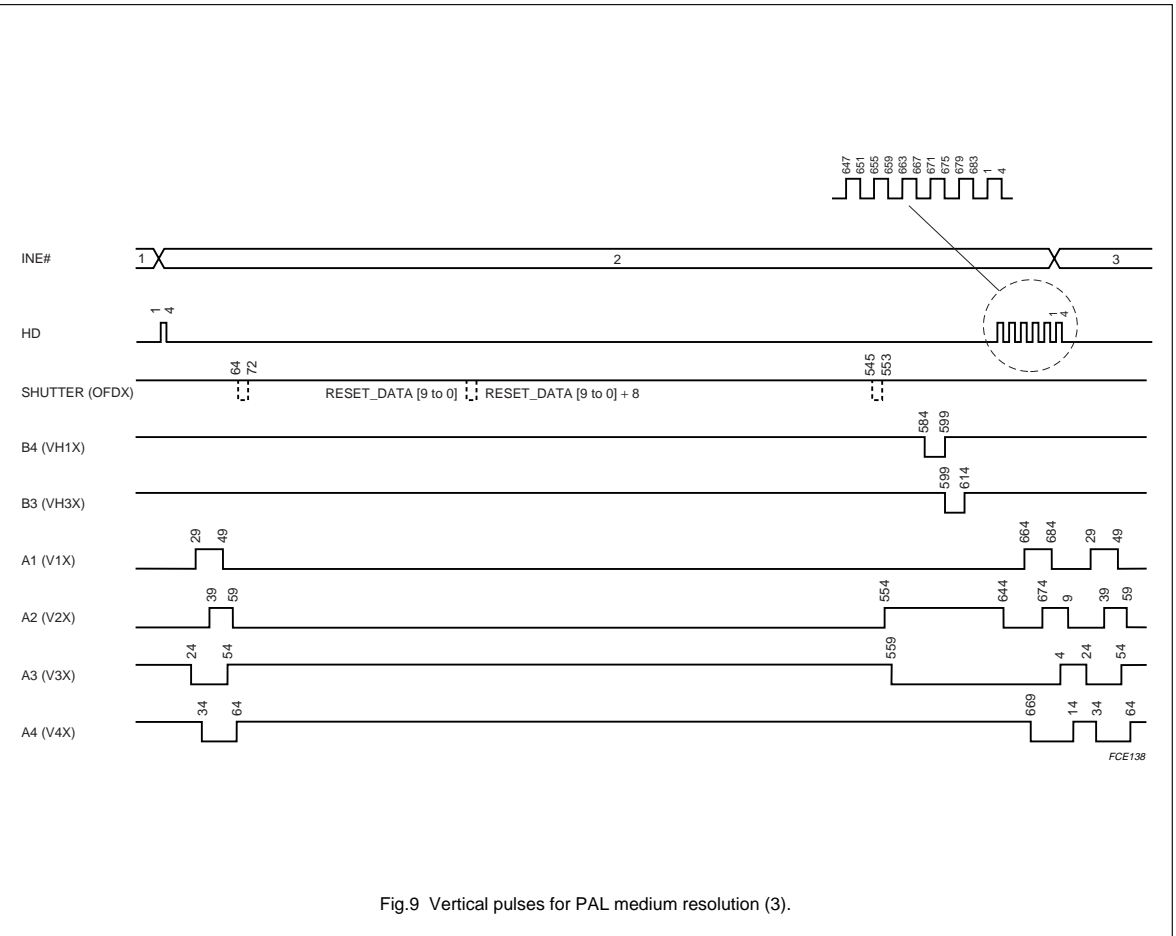 647 651 655 659 663 667 671 675 679 683 1 4
INE# 1 2 3
HD 1 4 1 4
SHUTTER (OFDX) 64 72 RESET_DATA [9 to 0] RESET_DATA [9 to 0] + 8 545 553
B4 (VH1X) 584 599
B3 (VH3X) 599 614
A1 (V1X) 29 49 664 684 29 49
A2 (V2X) 39 59 554 644 674 9 39 59
A3 (V3X) 24 54 559 4 24 54
A4 (V4X) 34 64 669 14 34 64
FCE138
Fig.9 Vertical pulses for PAL medium resolution (3).